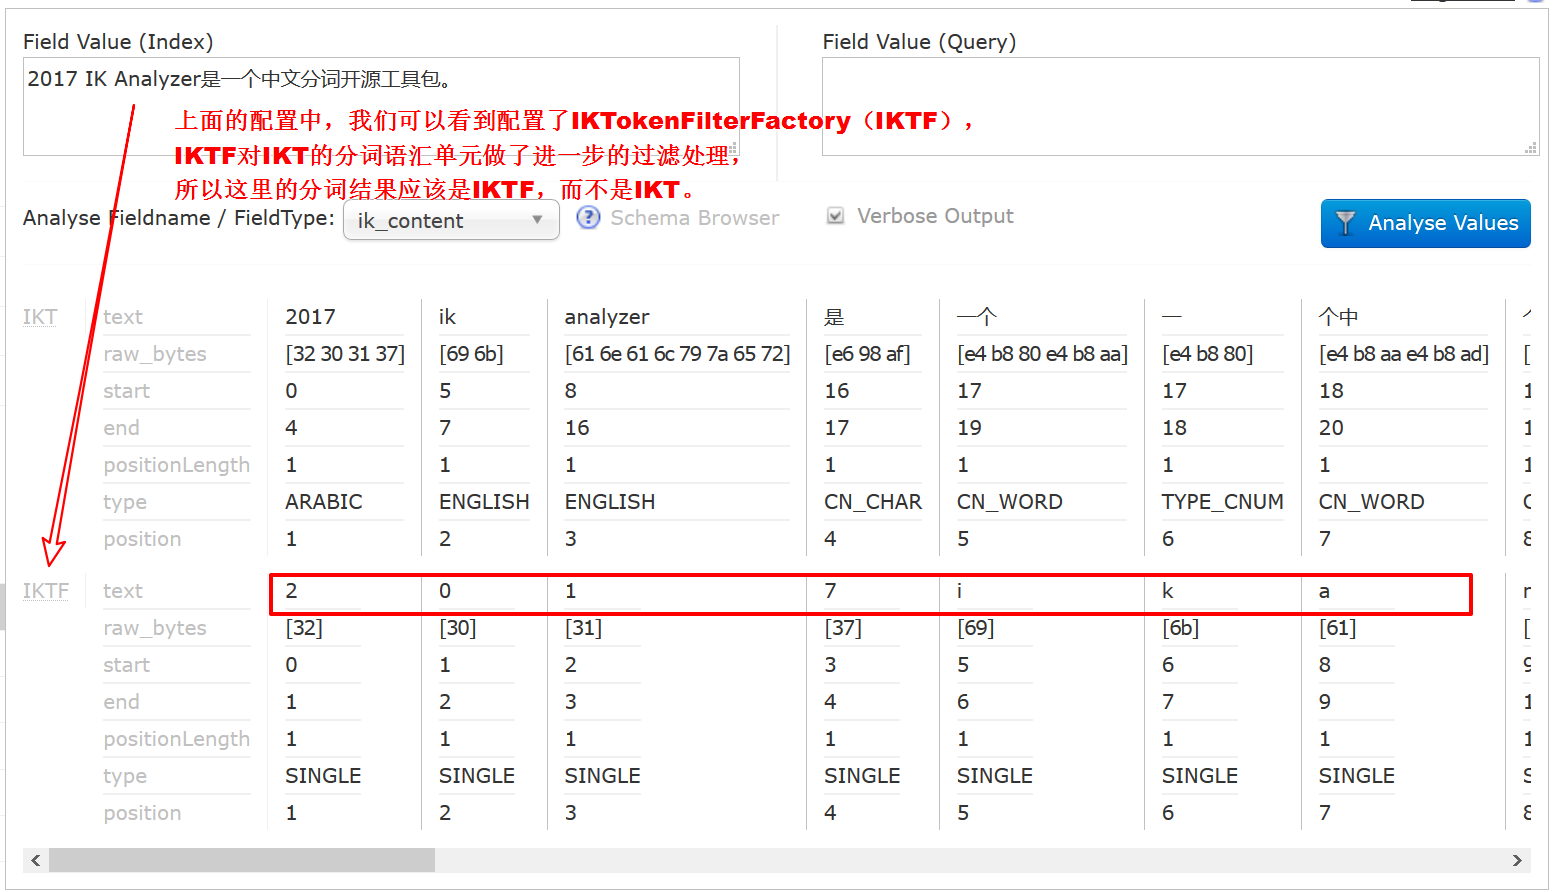 Field Value (Index)
Field Value (Query)
2017 IK Analyzer是一个中文分词开源工具包。
上面的配置中，我们可以看到配置了IKTokenFilterFactory（IKTF），
IKTF对IKT的分词语汇单元做了进一步的过滤处理，
所以这里的分词结果应该是IKTF，而不是IKT。
Analyse Fieldname / FieldType: ik_content ? Schema Browser Verbose Output Analyse Values
IKT text 2017 ik analyzer 是 一个 一 个中
raw_bytes [32 30 31 37] [69 6b] [61 6e 61 6c 79 7a 65 72] [e6 98 af] [e4 b8 80 e4 b8 aa] [e4 b8 80] [e4 b8 aa e4 b8 ad] [
start 0 5 8 16 17 17 18 1
end 4 7 16 17 19 18 20 1
positionLength 1 1 1 1 1 1 1 1
type ARABIC ENGLISH ENGLISH CN_CHAR CN_WORD TYPE_CNUM CN_WORD C
position 1 2 3 4 5 6 7 8
IKTF text 2 0 1 7 i k a
raw_bytes [32] [30] [31] [37] [69] [6b] [61] [
start 0 1 2 3 5 6 8 9
end 1 2 3 4 6 7 9 1
positionLength 1 1 1 1 1 1 1 1
type SINGLE SINGLE SINGLE SINGLE SINGLE SINGLE SINGLE S
position 1 2 3 4 5 6 7 8